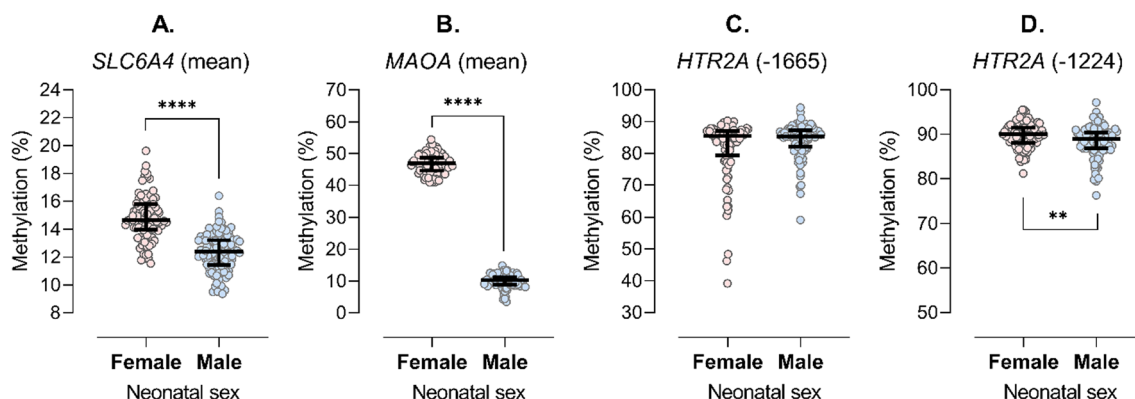 A.
SLC6A4 (mean)
Methylation (%)
24
22
20
18
16
14
12
10
8
****
Female Male
Neonatal sex
B.
MAOA (mean)
Methylation (%)
70
60
50
40
30
20
10
0
****
Female Male
Neonatal sex
C.
HTR2A (-1665)
Methylation (%)
100
90
80
70
60
50
40
30
Female Male
Neonatal sex
D.
HTR2A (-1224)
Methylation (%)
100
90
80
70
60
50
**
Female Male
Neonatal sex